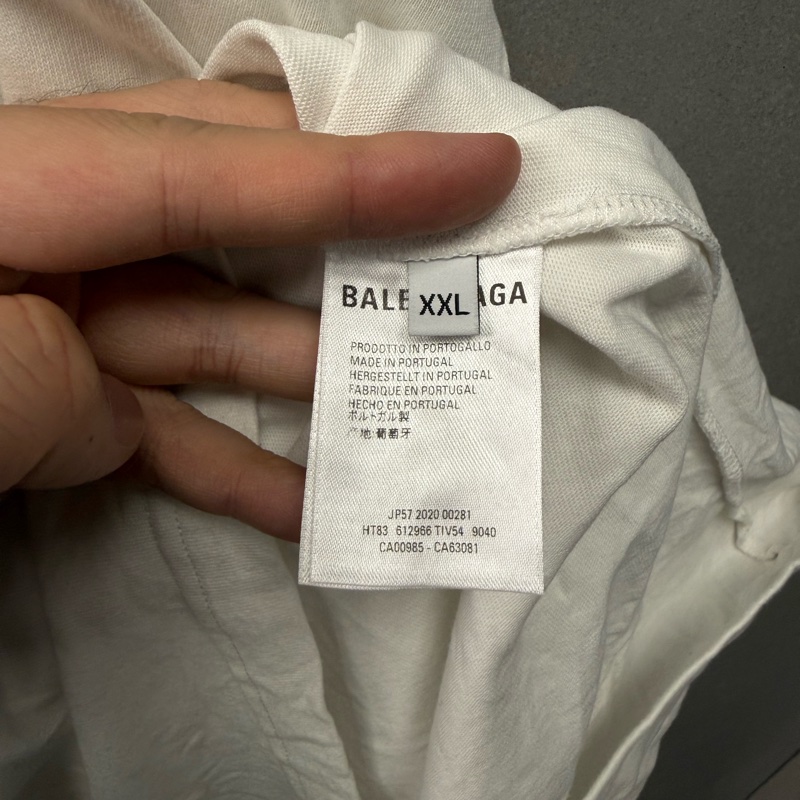 BALE AGA
XXL
PRODOTTO IN PORTOGALLO
MADE IN PORTUGAL
HERGESTELLT IN PORTUGAL
FABRIQUE EN PORTUGAL
HECHO EN PORTUGAL
ポルトガル製
产地:葡萄牙
JP57 2020 00281
HT83 612966 TIV54 9040
CA00985 - CA63081